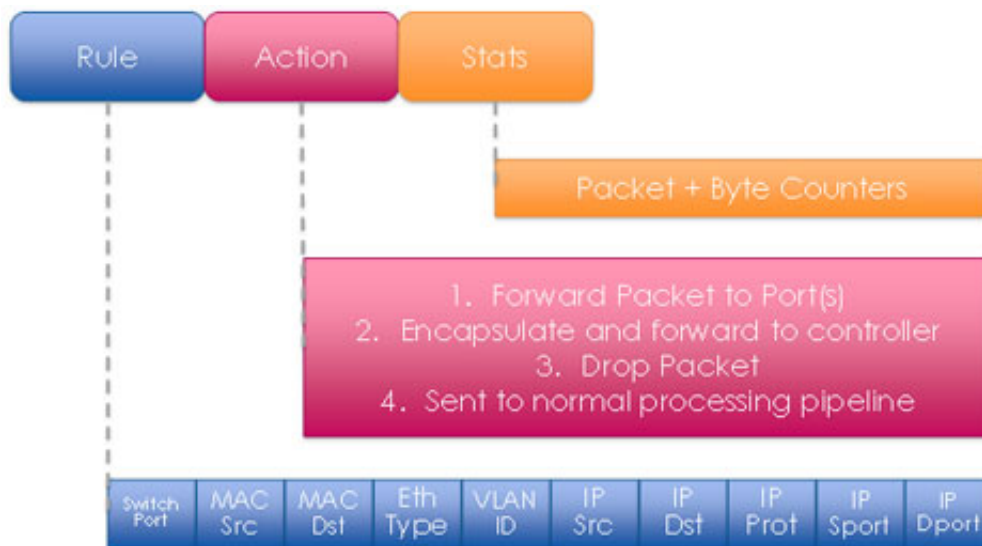 Rule Action Stats
Packet + Byte Counters
1. Forward Packet to Port(s)
2. Encapsulate and forward to controller
3. Drop Packet
4. Sent to normal processing pipeline
Switch Port
MAC Src
MAC Dst
Eth Type
VLAN ID
IP Src
IP Dst
IP Prot
IP Sport
IP Dport